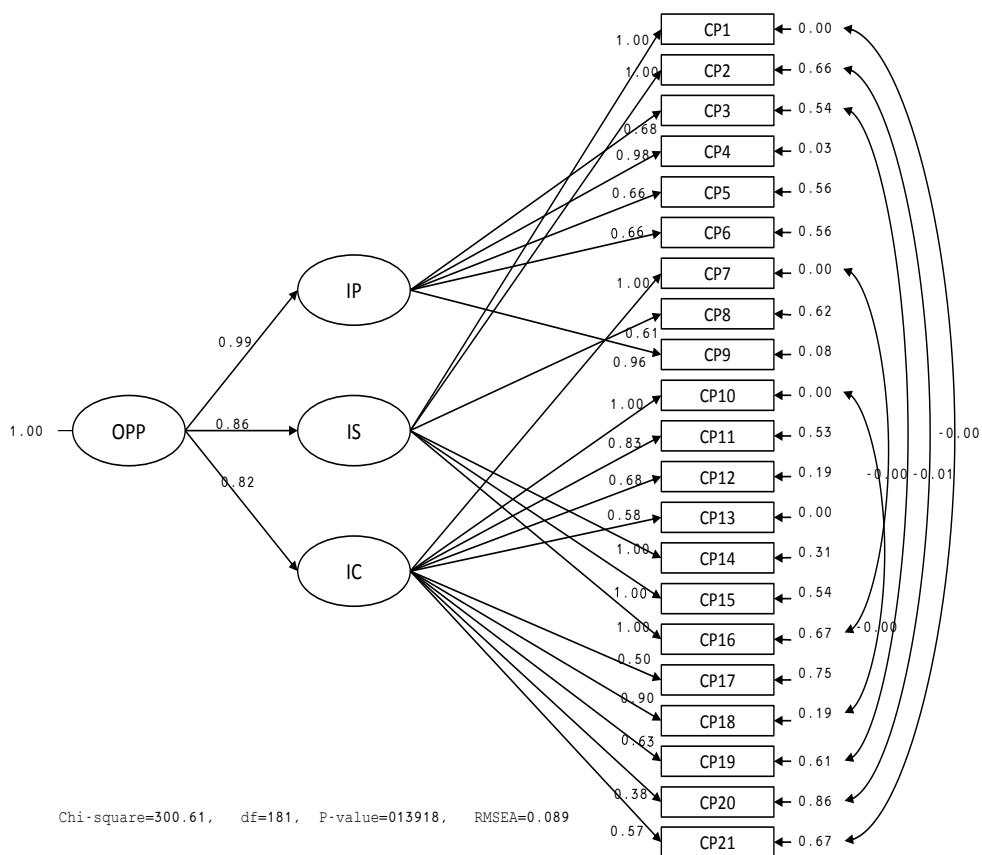 CP1 0.00
1.00
CP2 0.66
1.00
CP3 0.54
0.68
CP4 0.03
0.98
CP5 0.56
0.66
CP6 0.56
0.66
CP7 0.00
IP
1.00
CP8 0.62
0.61
0.99
CP9 0.08
0.96
CP10 0.00
1.00
1.00 OPP 0.86 IS
CP11 0.53
-0.00
0.83
CP12 0.19
-0.00 -0.01
0.82
0.68
CP13 0.00
0.58
CP14 0.31
1.00
IC
CP15 0.54
1.00
CP16 0.67
-0.00
1.00
0.50
CP17 0.75
0.90
CP18 0.19
0.63
CP19 0.61
0.38
CP20 0.86
Chi-square=300.61, df=181, P-value=013918, RMSEA=0.089
0.57
CP21 0.67